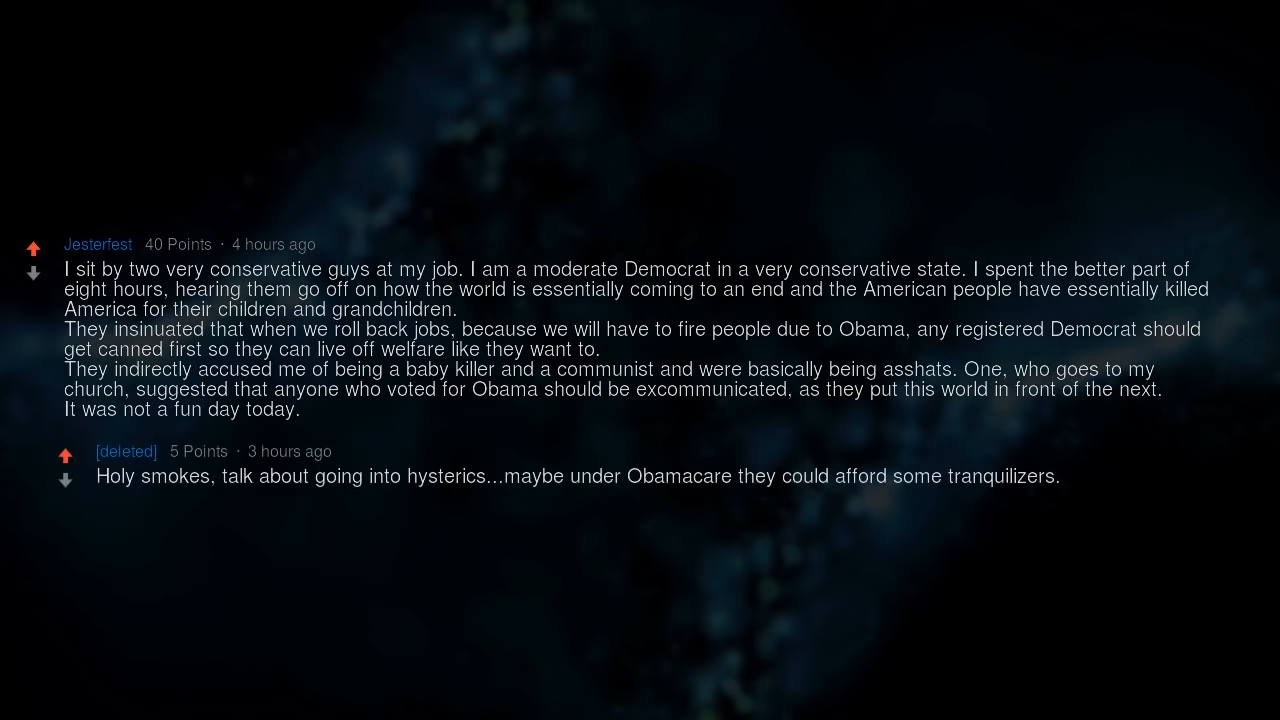 Jesterfest 40 Points · 4 hours ago
I sit by two very conservative guys at my job. I am a moderate Democrat in a very conservative state. I spent the better part of
eight hours, hearing them go off on how the world is essentially coming to an end and the American people have essentially killed
America for their children and grandchildren.
They insinuated that when we roll back jobs, because we will have to fire people due to Obama, any registered Democrat should
get canned first so they can live off welfare like they want to.
They indirectly accused me of being a baby killer and a communist and were basically being asshats. One, who goes to my
church, suggested that anyone who voted for Obama should be excommunicated, as they put this world in front of the next.
It was not a fun day today.
[deleted] 5 Points · 3 hours ago
Holy smokes, talk about going into hysterics...maybe under Obamacare they could afford some tranquilizers.